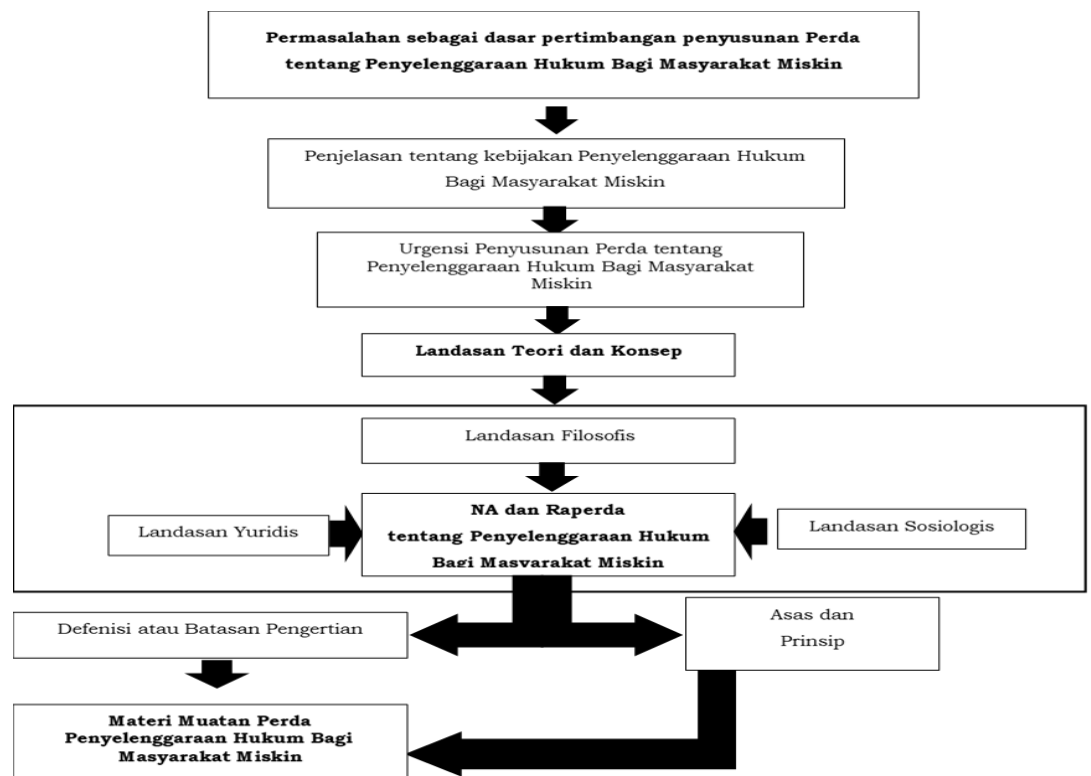 Permasalahan sebagai dasar pertimbangan penyusunan Perda
tentang Penyelenggaraan Hukum Bagi Masyarakat Miskin
Penjelasan tentang kebijakan Penyelenggaraan Hukum
Bagi Masyarakat Miskin
Urgensi Penyusunan Perda tentang
Penyelenggaraan Hukum Bagi Masyarakat
Miskin
Landasan Teori dan Konsep
Landasan Filosofis
NA dan Raperda
tentang Penyelenggaraan Hukum
Bagi Masyarakat Miskin
Landasan Yuridis
Landasan Sosiologis
Defenisi atau Batasan Pengertian
Asas dan
Prinsip
Materi Muatan Perda
Penyelenggaraan Hukum Bagi
Masyarakat Miskin